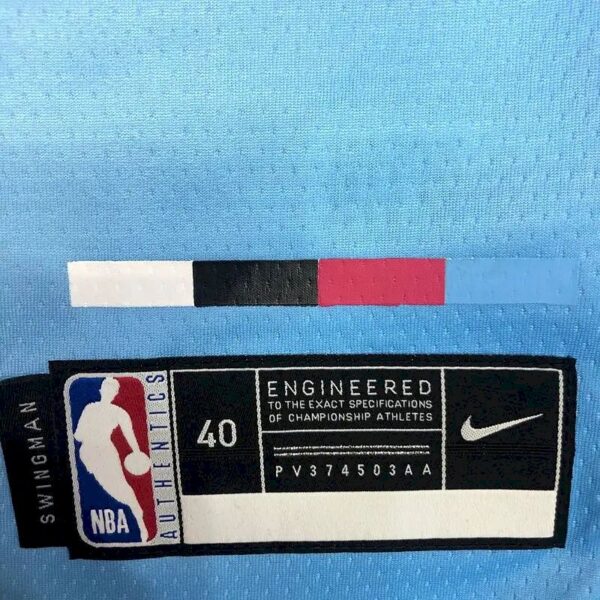 SWINGMAN
NBA
AUTHENTICS
40
ENGINEERED
TO THE EXACT SPECIFICATIONS
OF CHAMPIONSHIP ATHLETES
PV374503AA